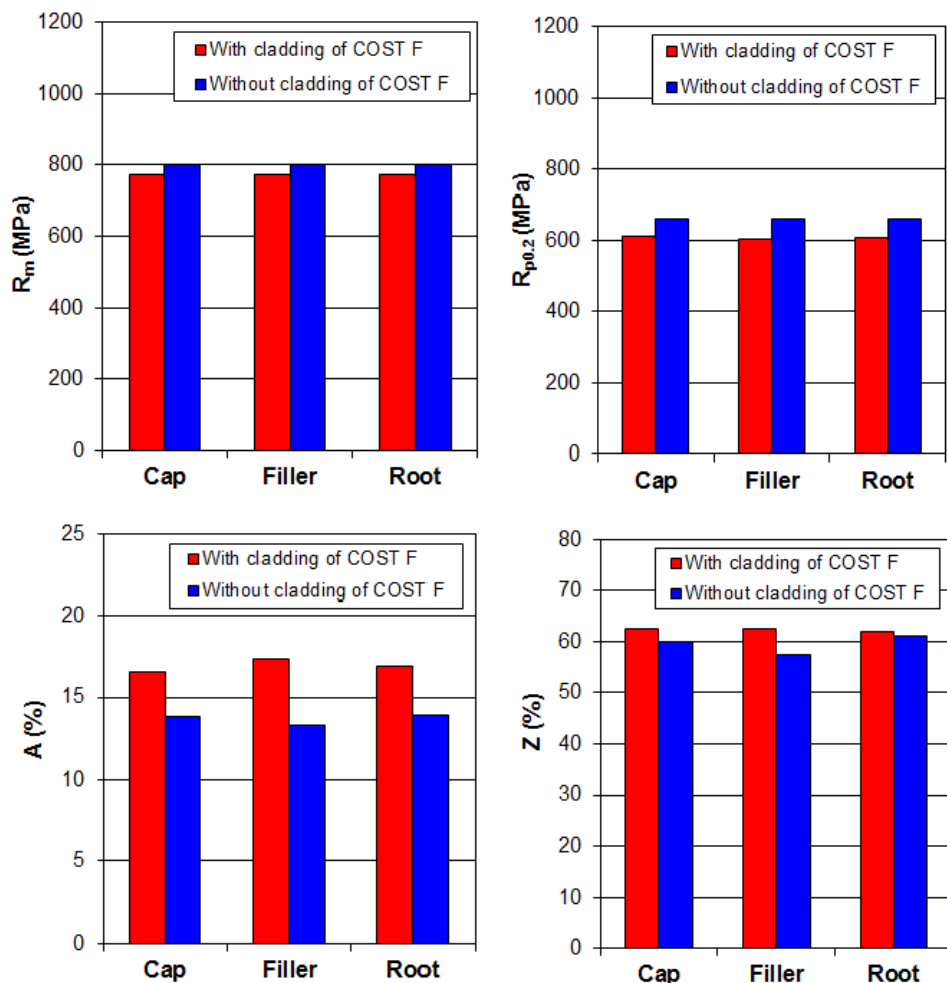 1200
1000
800
600
400
200
0
Rm (MPa)
With cladding of COST F
Without cladding of COST F
Cap Filler Root
1200
1000
800
600
400
200
0
Rp0.2 (MPa)
With cladding of COST F
Without cladding of COST F
Cap Filler Root
25
20
15
10
5
0
A (%)
With cladding of COST F
Without cladding of COST F
Cap Filler Root
80
70
60
50
40
30
20
10
0
Z (%)
With cladding of COST F
Without cladding of COST F
Cap Filler Root